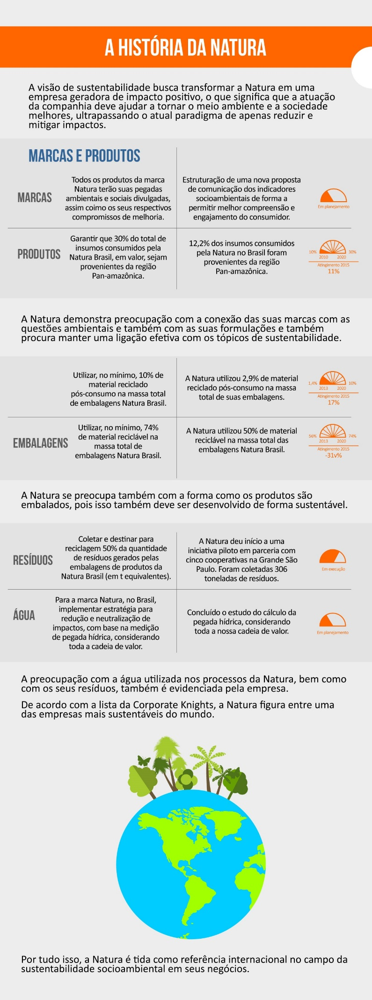 A HISTÓRIA DA NATURA
A visão de sustentabilidade busca transformar a Natura em uma
empresa geradora de impacto positivo, o que significa que a atuação
da companhia deve ajudar a tornar o meio ambiente e a sociedade
melhores, ultrapassando o atual paradigma de apenas reduzir e
mitigar impactos.
MARCAS E PRODUTOS
MARCAS
Todos os produtos da marca
Natura terão suas pegadas
ambientais e sociais divulgadas,
assim coimo os seus respectivos
compromissos de melhoria.
Estruturação de uma nova proposta
de comunicação dos indicadores
socioambientais de forma a
permitir melhor compreensão e
engajamento do consumidor.
Em planejamento
PRODUTOS
Garantir que 30% do total de
insumos consumidos pela
Natura Brasil, em valor, sejam
provenientes da região
Pan-amazônica.
12,2% dos insumos consumidos
pela Natura no Brasil foram
provenientes da região
Pan-amazônica.
10% 30%
2010 2020
Atingimento 2015
11%
A Natura demonstra preocupação com a conexão das suas marcas com as
questões ambientais e também com as suas formulações e também
procura manter uma ligação efetiva com os tópicos de sustentabilidade.
Utilizar, no mínimo, 10% de
material reciclado
pós-consumo na massa total
de embalagens Natura Brasil.
A Natura utilizou 2,9% de material
reciclado pós-consumo na massa
total de suas embalagens.
1,4% 10%
2013 2020
Atingimento 2015
17%
EMBALAGENS
Utilizar, no mínimo, 74%
de material reciclável na
massa total de
embalagens Natura Brasil.
A Natura utilizou 50% de material
reciclável na massa total das
embalagens Natura Brasil.
56% 74%
2013 2020
Atingimento 2015
-31v%
A Natura se preocupa também com a forma como os produtos são
embalados, pois isso também deve ser desenvolvido de forma sustentável.
RESÍDUOS
Coletar e destinar para
reciclagem 50% da quantidade
de resíduos gerados pelas
embalagens de produtos da
Natura Brasil (em t equivalentes).
A Natura deu início a uma
iniciativa piloto em parceria com
cinco cooperativas na Grande São
Paulo. Foram coletadas 306
toneladas de resíduos.
Em execução
ÁGUA
Para a marca Natura, no Brasil,
implementar estratégia para
redução e neutralização de
impactos, com base na medição
de pegada hídrica, considerando
toda a cadeia de valor.
Concluído o estudo do cálculo da
pegada hídrica, considerando
toda a nossa cadeia de valor.
Em planejamento
A preocupação com a água utilizada nos processos da Natura, bem como
com os seus resíduos, também é evidenciada pela empresa.
De acordo com a lista da Corporate Knights, a Natura figura entre uma
das empresas mais sustentáveis do mundo.
Por tudo isso, a Natura é tida como referência internacional no campo da
sustentabilidade socioambiental em seus negócios.